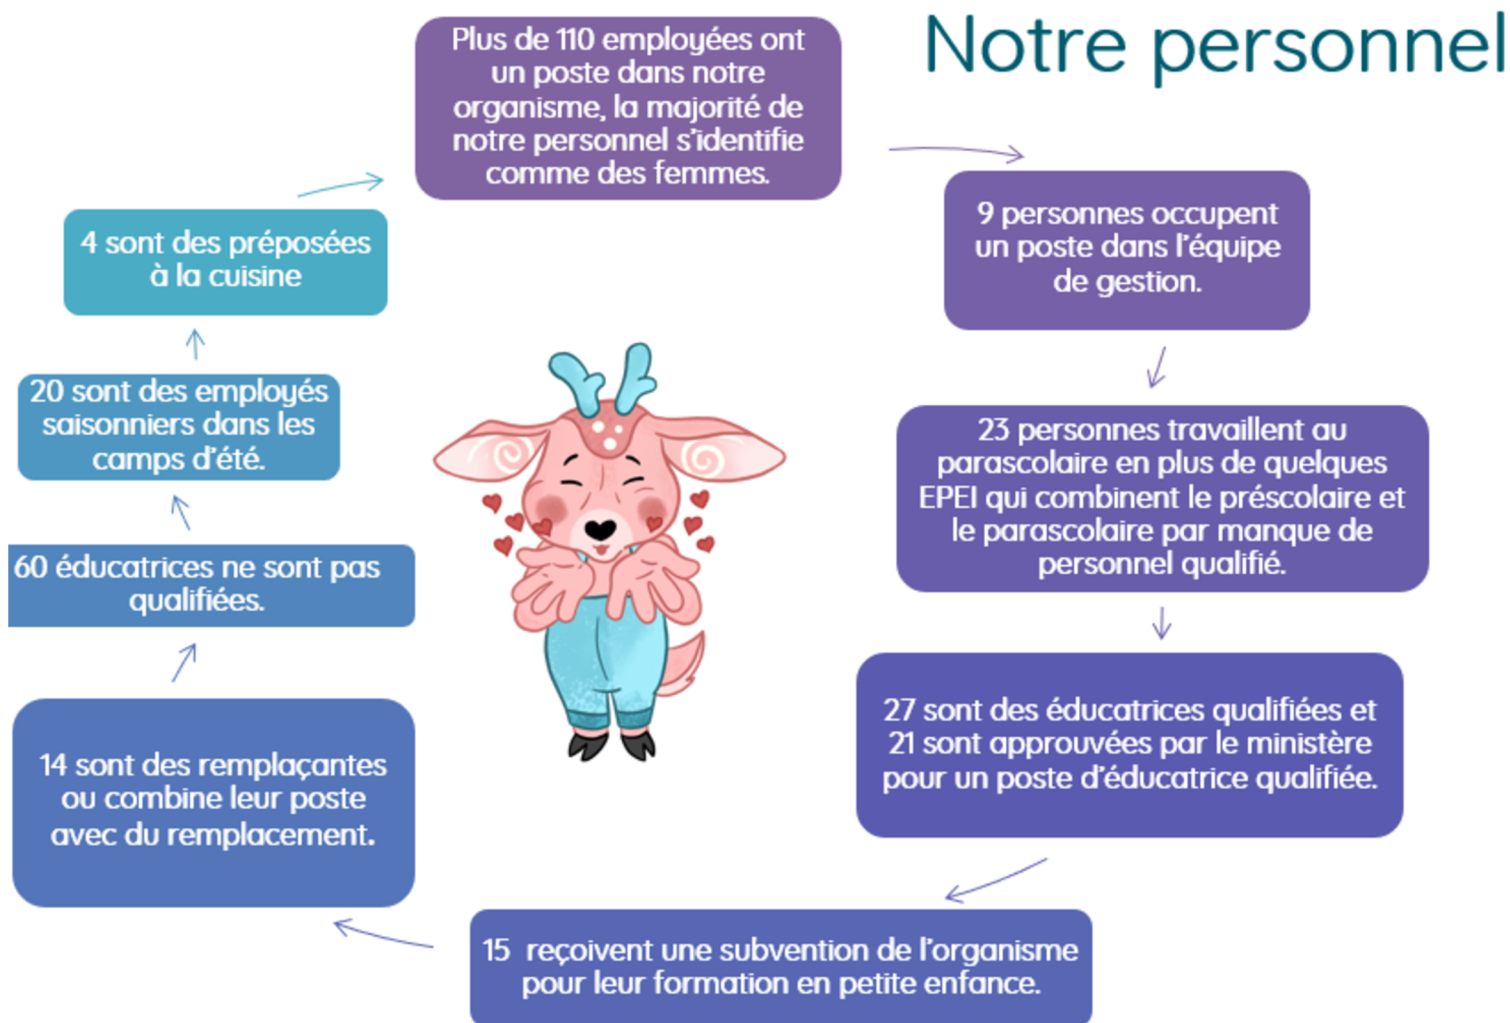 Notre personnel
Plus de 110 employées ont
un poste dans notre
organisme, la majorité de
notre personnel s'identifie
comme des femmes.
9 personnes occupent
un poste dans l'équipe
de gestion.
23 personnes travaillent au
parascolaire en plus de quelques
EPEI qui combinent le préscolaire et
le parascolaire par manque de
personnel qualifié.
27 sont des éducatrices qualifiées et
21 sont approuvées par le ministère
pour un poste d'éducatrice qualifiée.
15 reçoivent une subvention de l'organisme
pour leur formation en petite enfance.
14 sont des remplaçantes
ou combine leur poste
avec du remplacement.
60 éducatrices ne sont pas
qualifiées.
20 sont des employés
saisonniers dans les
camps d'été.
4 sont des préposées
à la cuisine